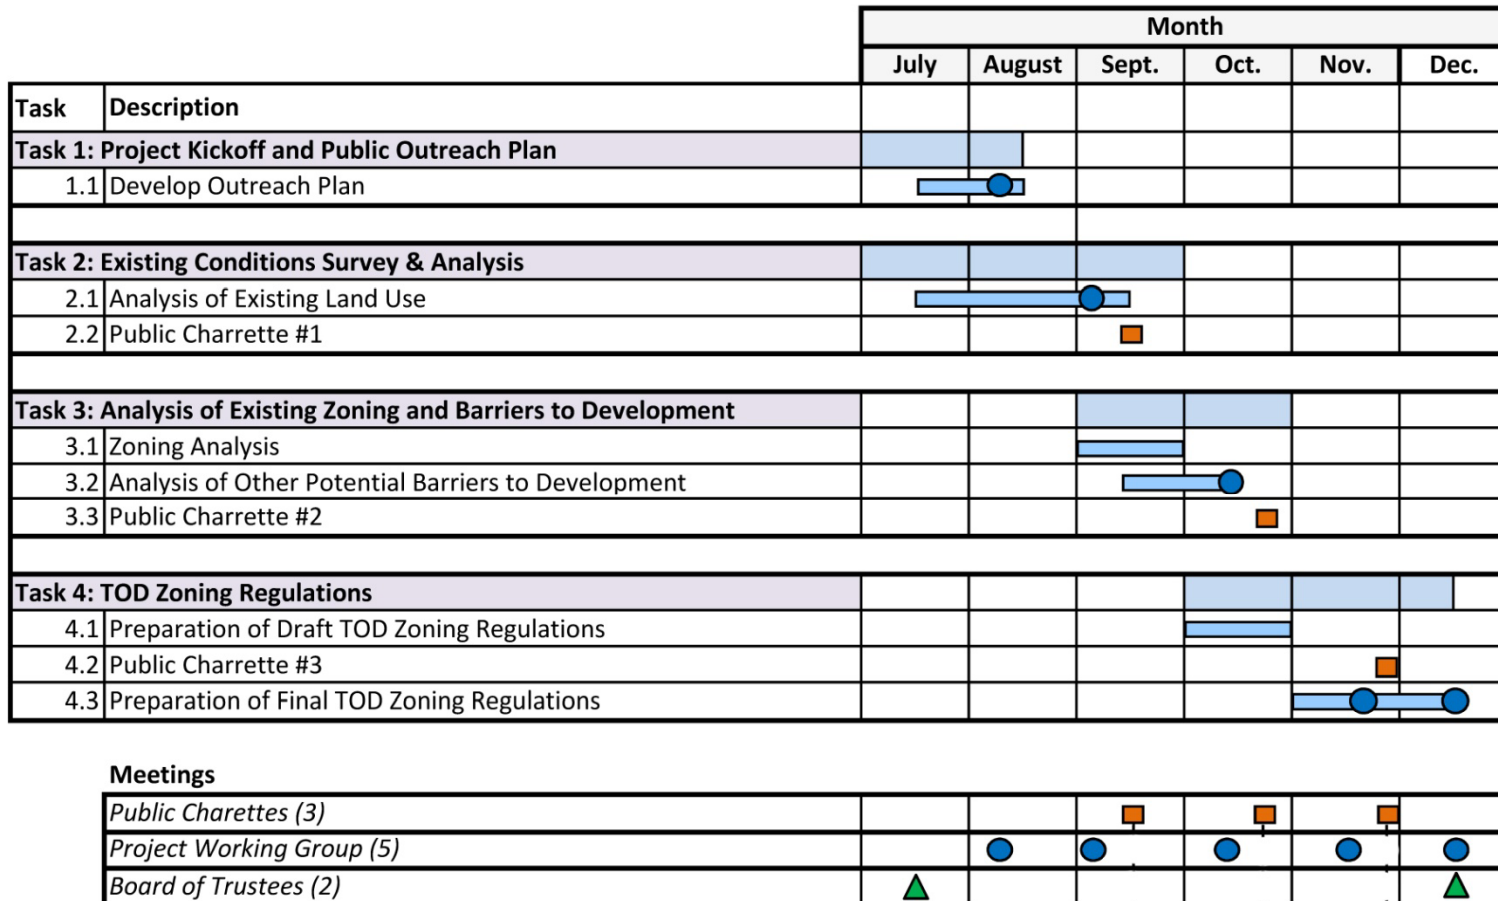 Month
July August Sept. Oct. Nov. Dec.
Task Description
Task 1: Project Kickoff and Public Outreach Plan
1.1 Develop Outreach Plan
Task 2: Existing Conditions Survey & Analysis
2.1 Analysis of Existing Land Use
2.2 Public Charrette #1
Task 3: Analysis of Existing Zoning and Barriers to Development
3.1 Zoning Analysis
3.2 Analysis of Other Potential Barriers to Development
3.3 Public Charrette #2
Task 4: TOD Zoning Regulations
4.1 Preparation of Draft TOD Zoning Regulations
4.2 Public Charrette #3
4.3 Preparation of Final TOD Zoning Regulations
Meetings
Public Charettes (3)
Project Working Group (5)
Board of Trustees (2)